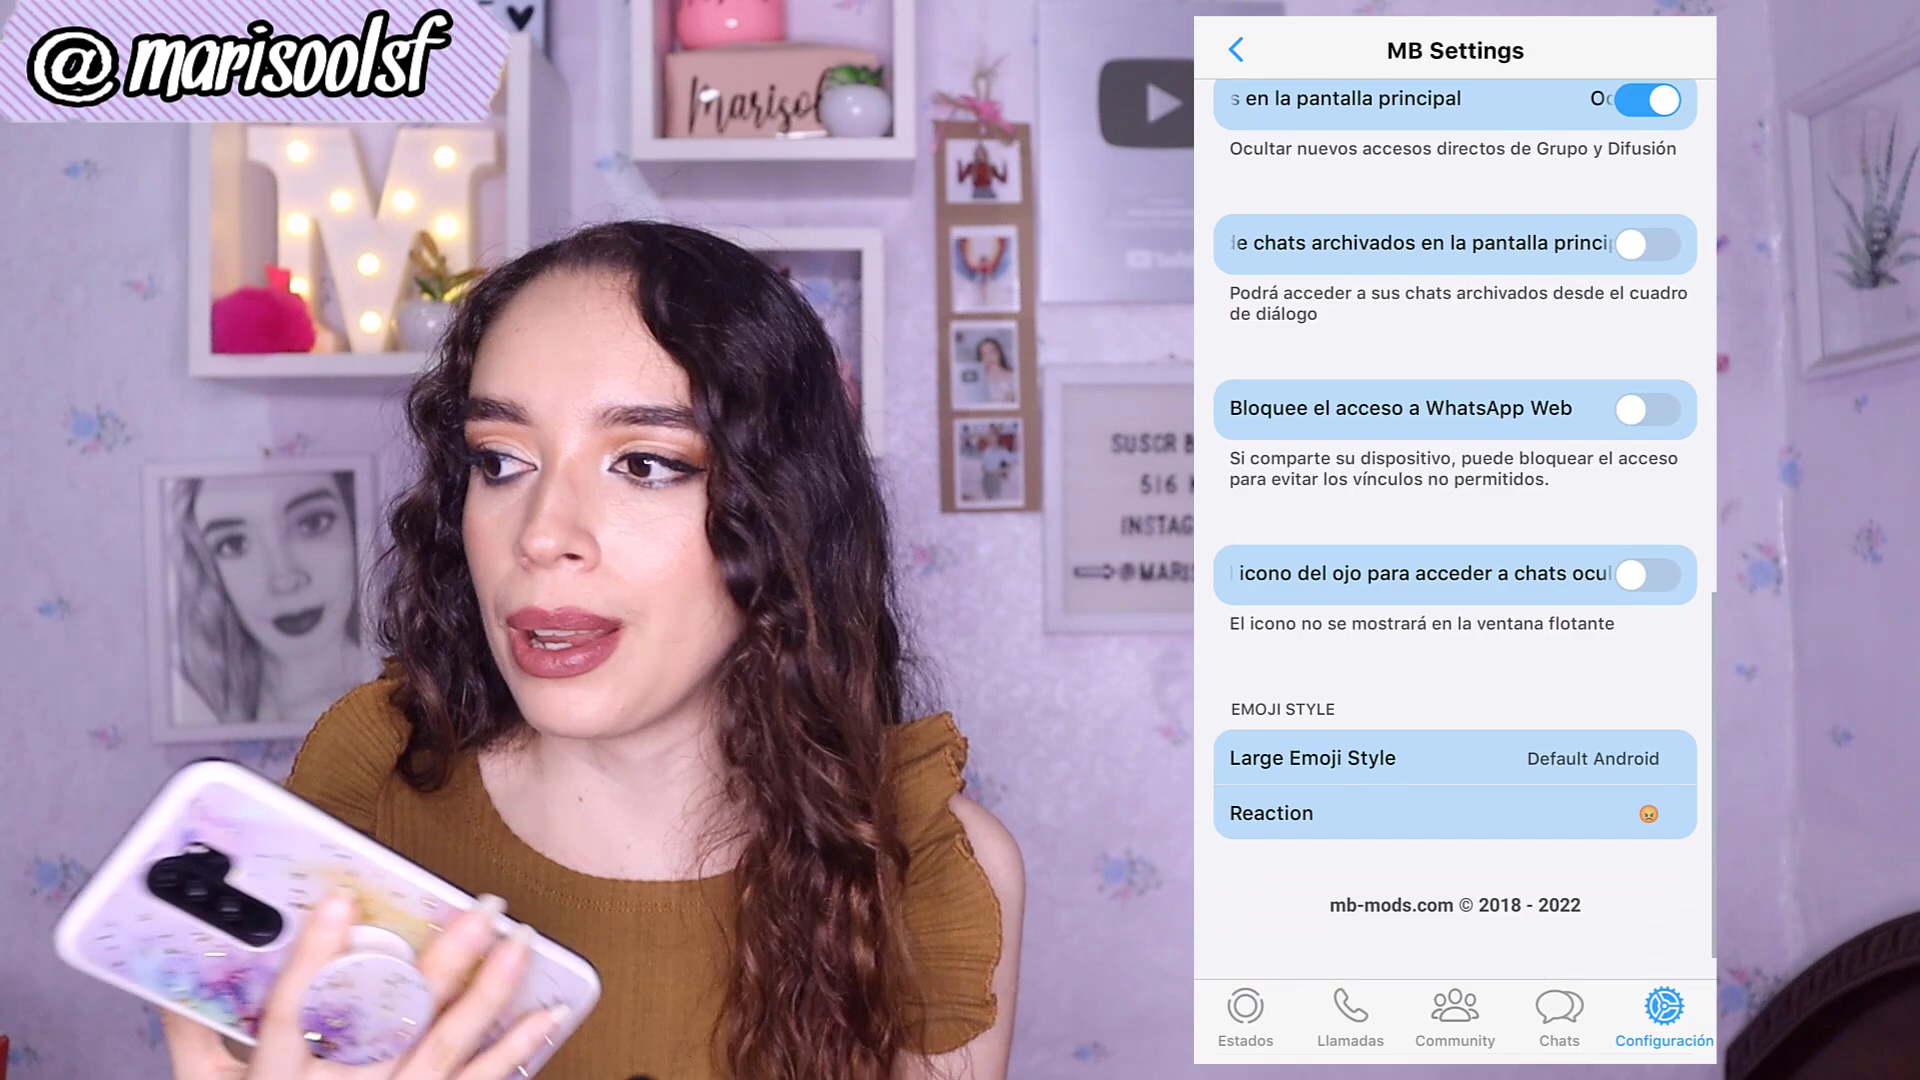 @marisoolsf
Marisol
SUSCR
516
INSTAG
MB Settings
s en la pantalla principal
Ocultar nuevos accesos directos de Grupo y Difusión
de chats archivados en la pantalla princip
Podrá acceder a sus chats archivados desde el cuadro
de diálogo
Bloquee el acceso a WhatsApp Web
Si comparte su dispositivo, puede bloquear el acceso
para evitar los vínculos no permitidos.
icono del ojo para acceder a chats ocul
El icono no se mostrará en la ventana flotante
EMOJI STYLE
Large Emoji Style Default Android
Reaction
mb-mods.com © 2018 - 2022
Estados Llamadas Community Chats Configuración